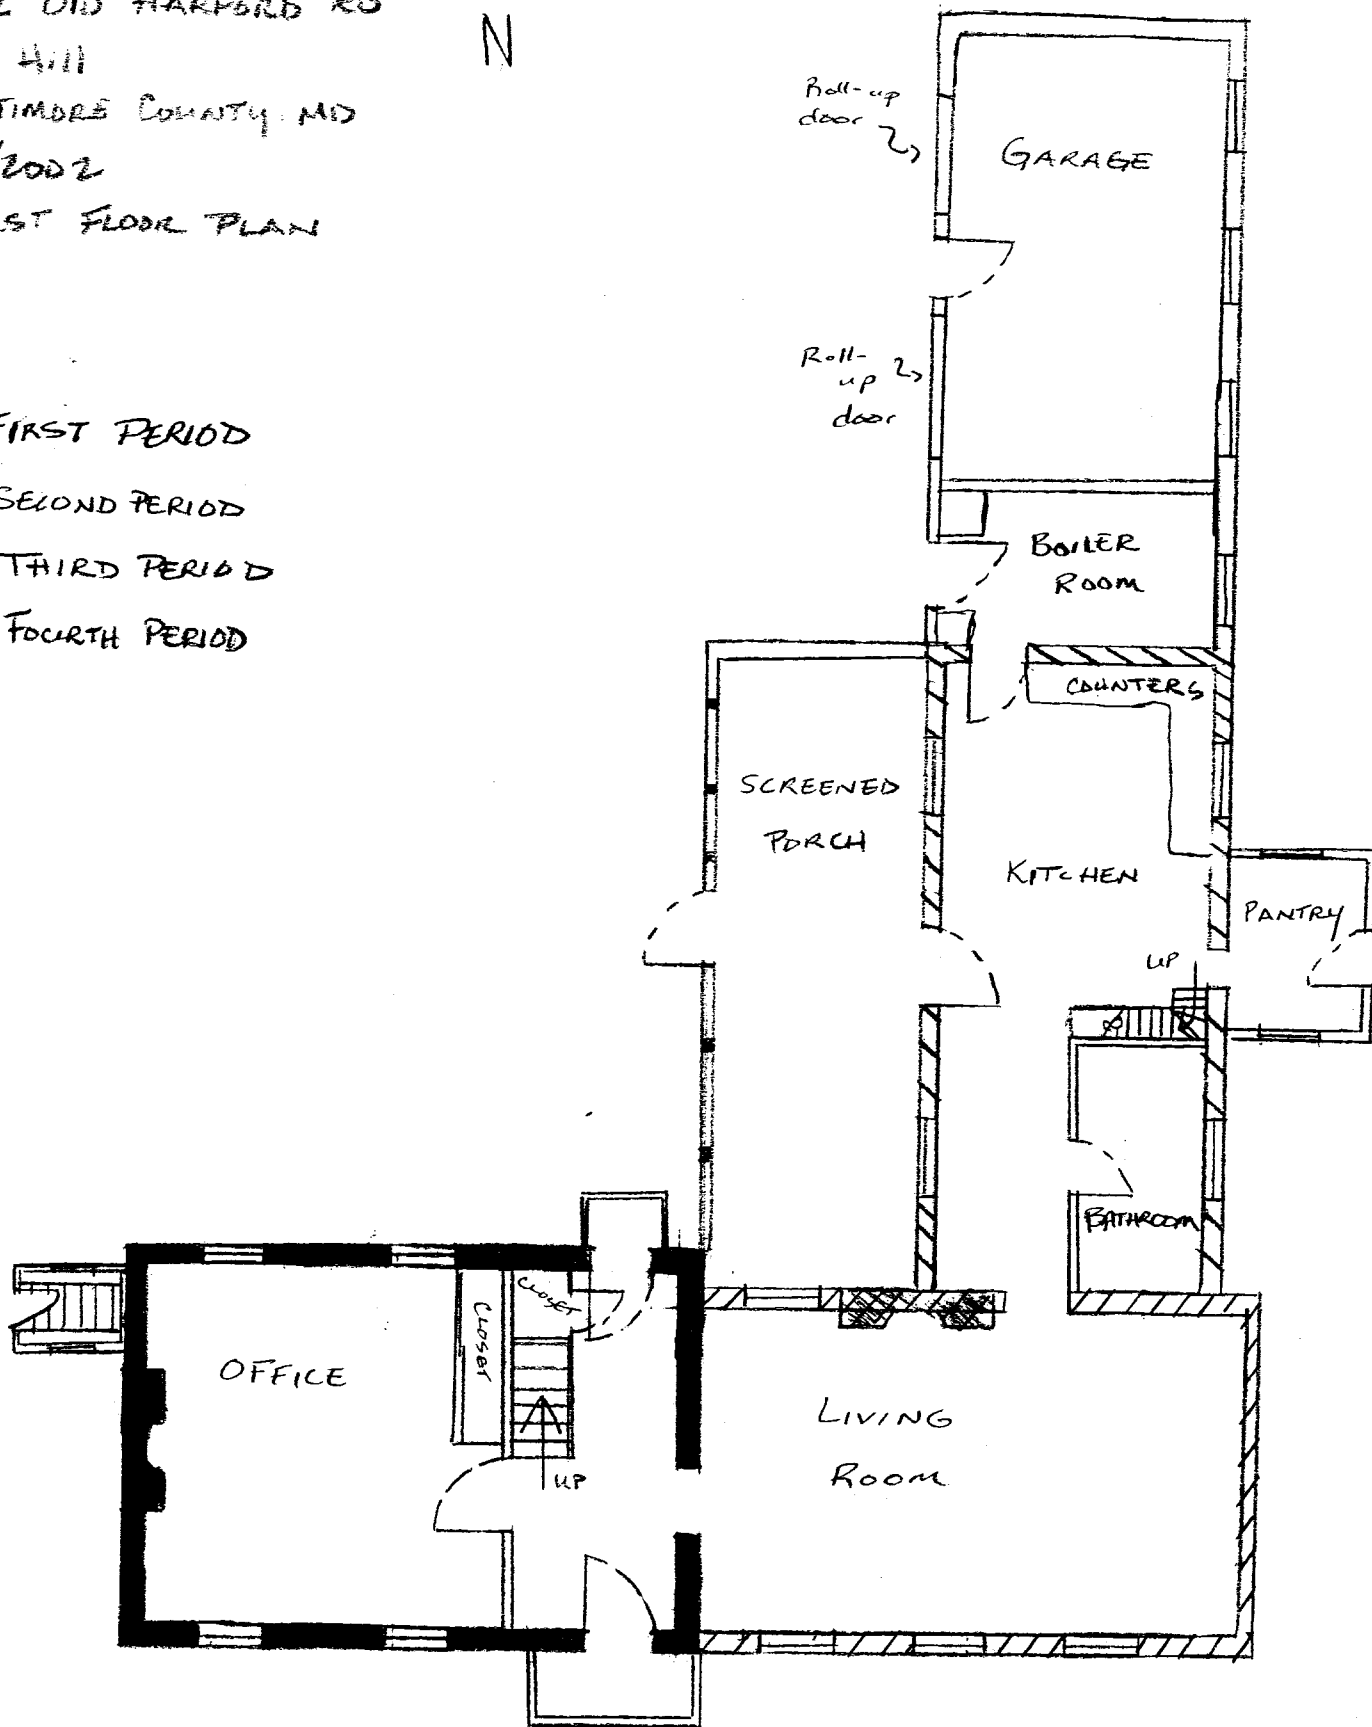 OLD HARFORD RD
Hill
TIMORE COUNTY MD
/2002
ST FLOOR PLAN
N
FIRST PERIOD
SECOND PERIOD
THIRD PERIOD
FOURTH PERIOD
Roll-up
door
GARAGE
Roll-
up
door
BOILER
ROOM
COUNTERS
SCREENED
PORCH
KITCHEN
PANTRY
UP
BATHROOM
CLOSET
CLOSET
OFFICE
UP
LIVING
ROOM